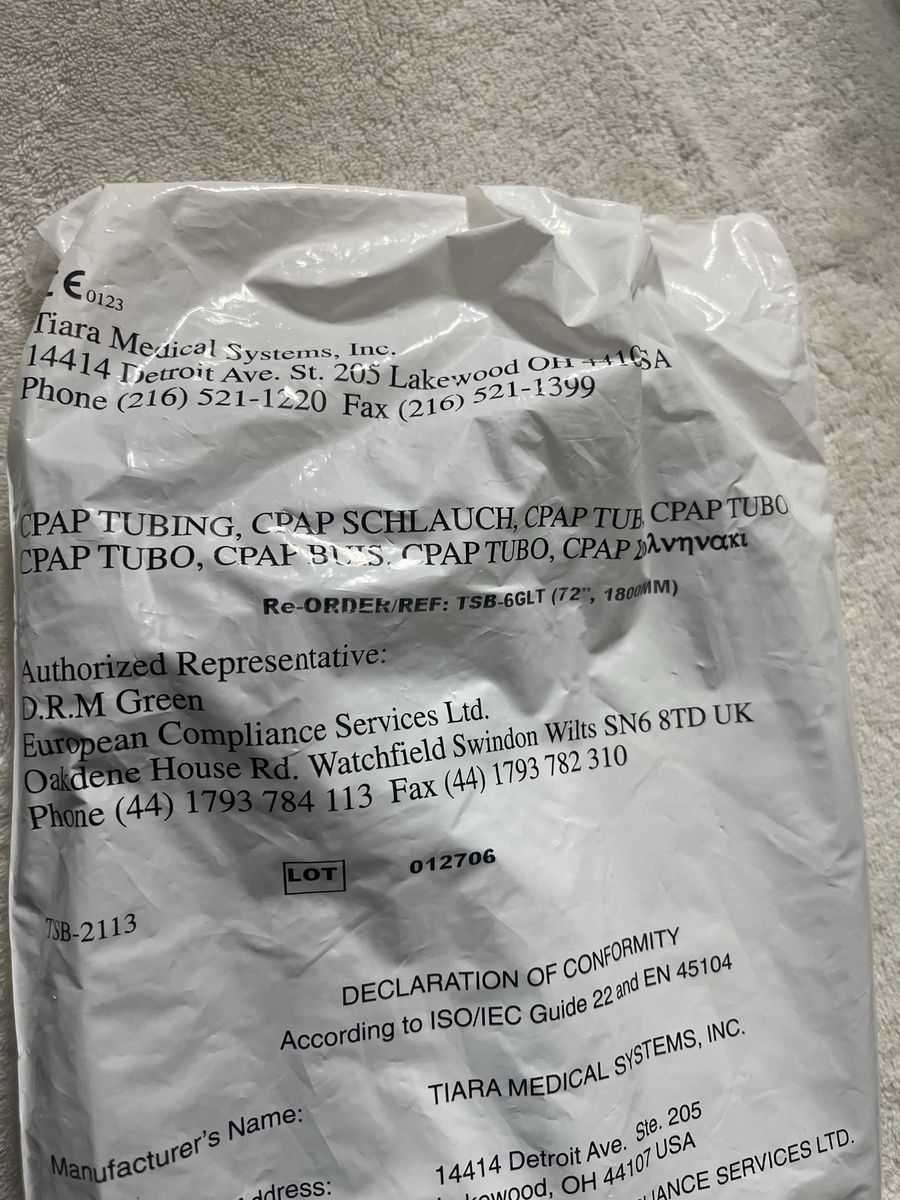 CE 0123
Tiara Medical Systems, Inc.
14414 Detroit Ave. St. 205 Lakewood OH
Phone (216) 521-1220 Fax (216) 521-1399
CPAP TUBING, CPAP SCHLAUCH, CPAP TUB, CPAP TUBO
CPAP TUBO, CPAP BUIS, CPAP TUBO, CPAP
Re-ORDER/REF: TSB-6GLT (72", 1800MM)
Authorized Representative:
D.R.M Green
European Compliance Services Ltd.
Oakdene House Rd. Watchfield Swindon Wilts SN6 8TD UK
Phone (44) 1793 784 113 Fax (44) 1793 782 310
LOT 012706
TSB-2113
DECLARATION OF CONFORMITY
According to ISO/IEC Guide 22 and EN 45104
Manufacturer's Name: TIARA MEDICAL SYSTEMS, INC.
14414 Detroit Ave. Ste. 205
OH 44107 USA
SERVICES LTD.